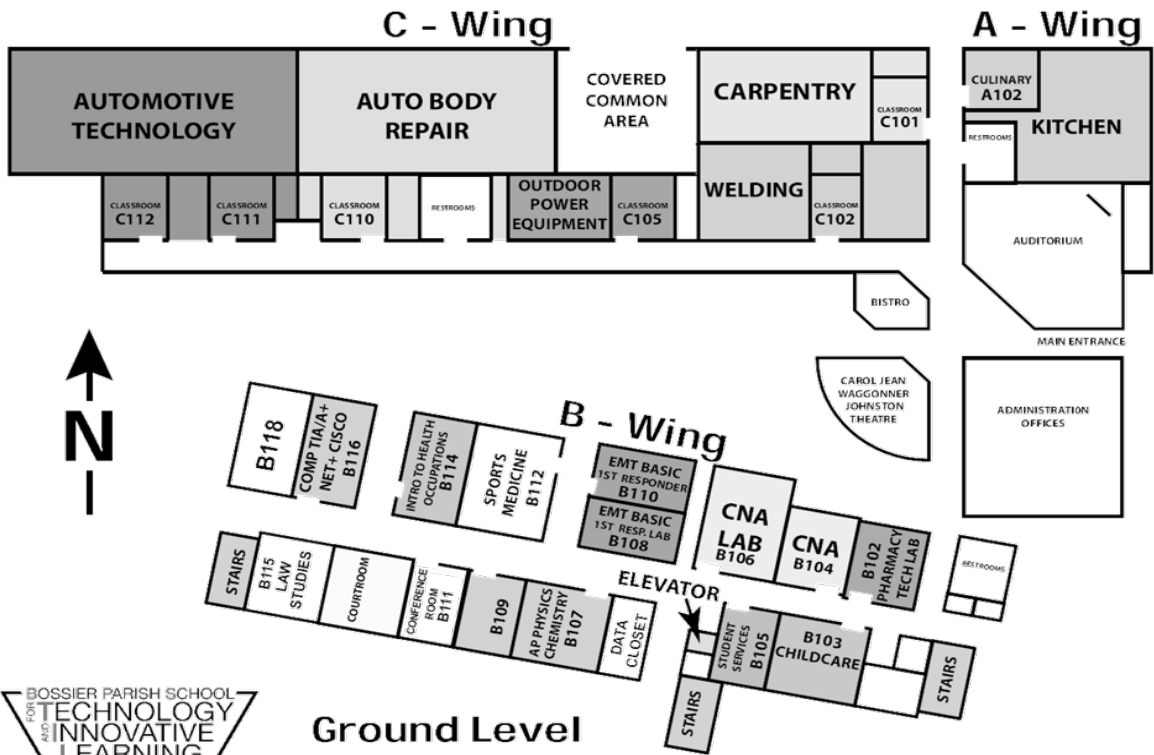 C - Wing
A - Wing
AUTOMOTIVE
TECHNOLOGY
AUTO BODY
REPAIR
COVERED
COMMON
AREA
CARPENTRY
CLASSROOM
C101
CULINARY
A102
RESTROOMS
KITCHEN
CLASSROOM
C112
CLASSROOM
C111
CLASSROOM
C110
RESTROOMS
OUTDOOR
POWER
EQUIPMENT
CLASSROOM
C105
WELDING
CLASSROOM
C102
AUDITORIUM
BISTRO
MAIN ENTRANCE
N
CAROL JEAN
WAGGONNER
JOHNSTON
THEATRE
ADMINISTRATION
OFFICES
B - Wing
B118
COMP TIA/A+
NET+ CISCO
B116
INTRO TO HEALTH
OCCUPATIONS
B114
SPORTS
MEDICINE
B112
EMT BASIC
1ST RESPONDER
B110
EMT BASIC
1ST RESP. LAB
B108
CNA
LAB
B106
CNA
B104
B102
PHARMACY
TECH LAB
RESTROOMS
STAIRS
B115
LAW
STUDIES
COURTROOM
CONFERENCE
ROOM
B111
B109
AP PHYSICS
CHEMISTRY
B107
DATA
CLOSET
ELEVATOR
STUDENT
SERVICES
B105
B103
CHILDCARE
STAIRS
STAIRS
BOSSIER PARISH SCHOOL
FOR TECHNOLOGY
AND INNOVATIVE
LEARNING
Ground Level